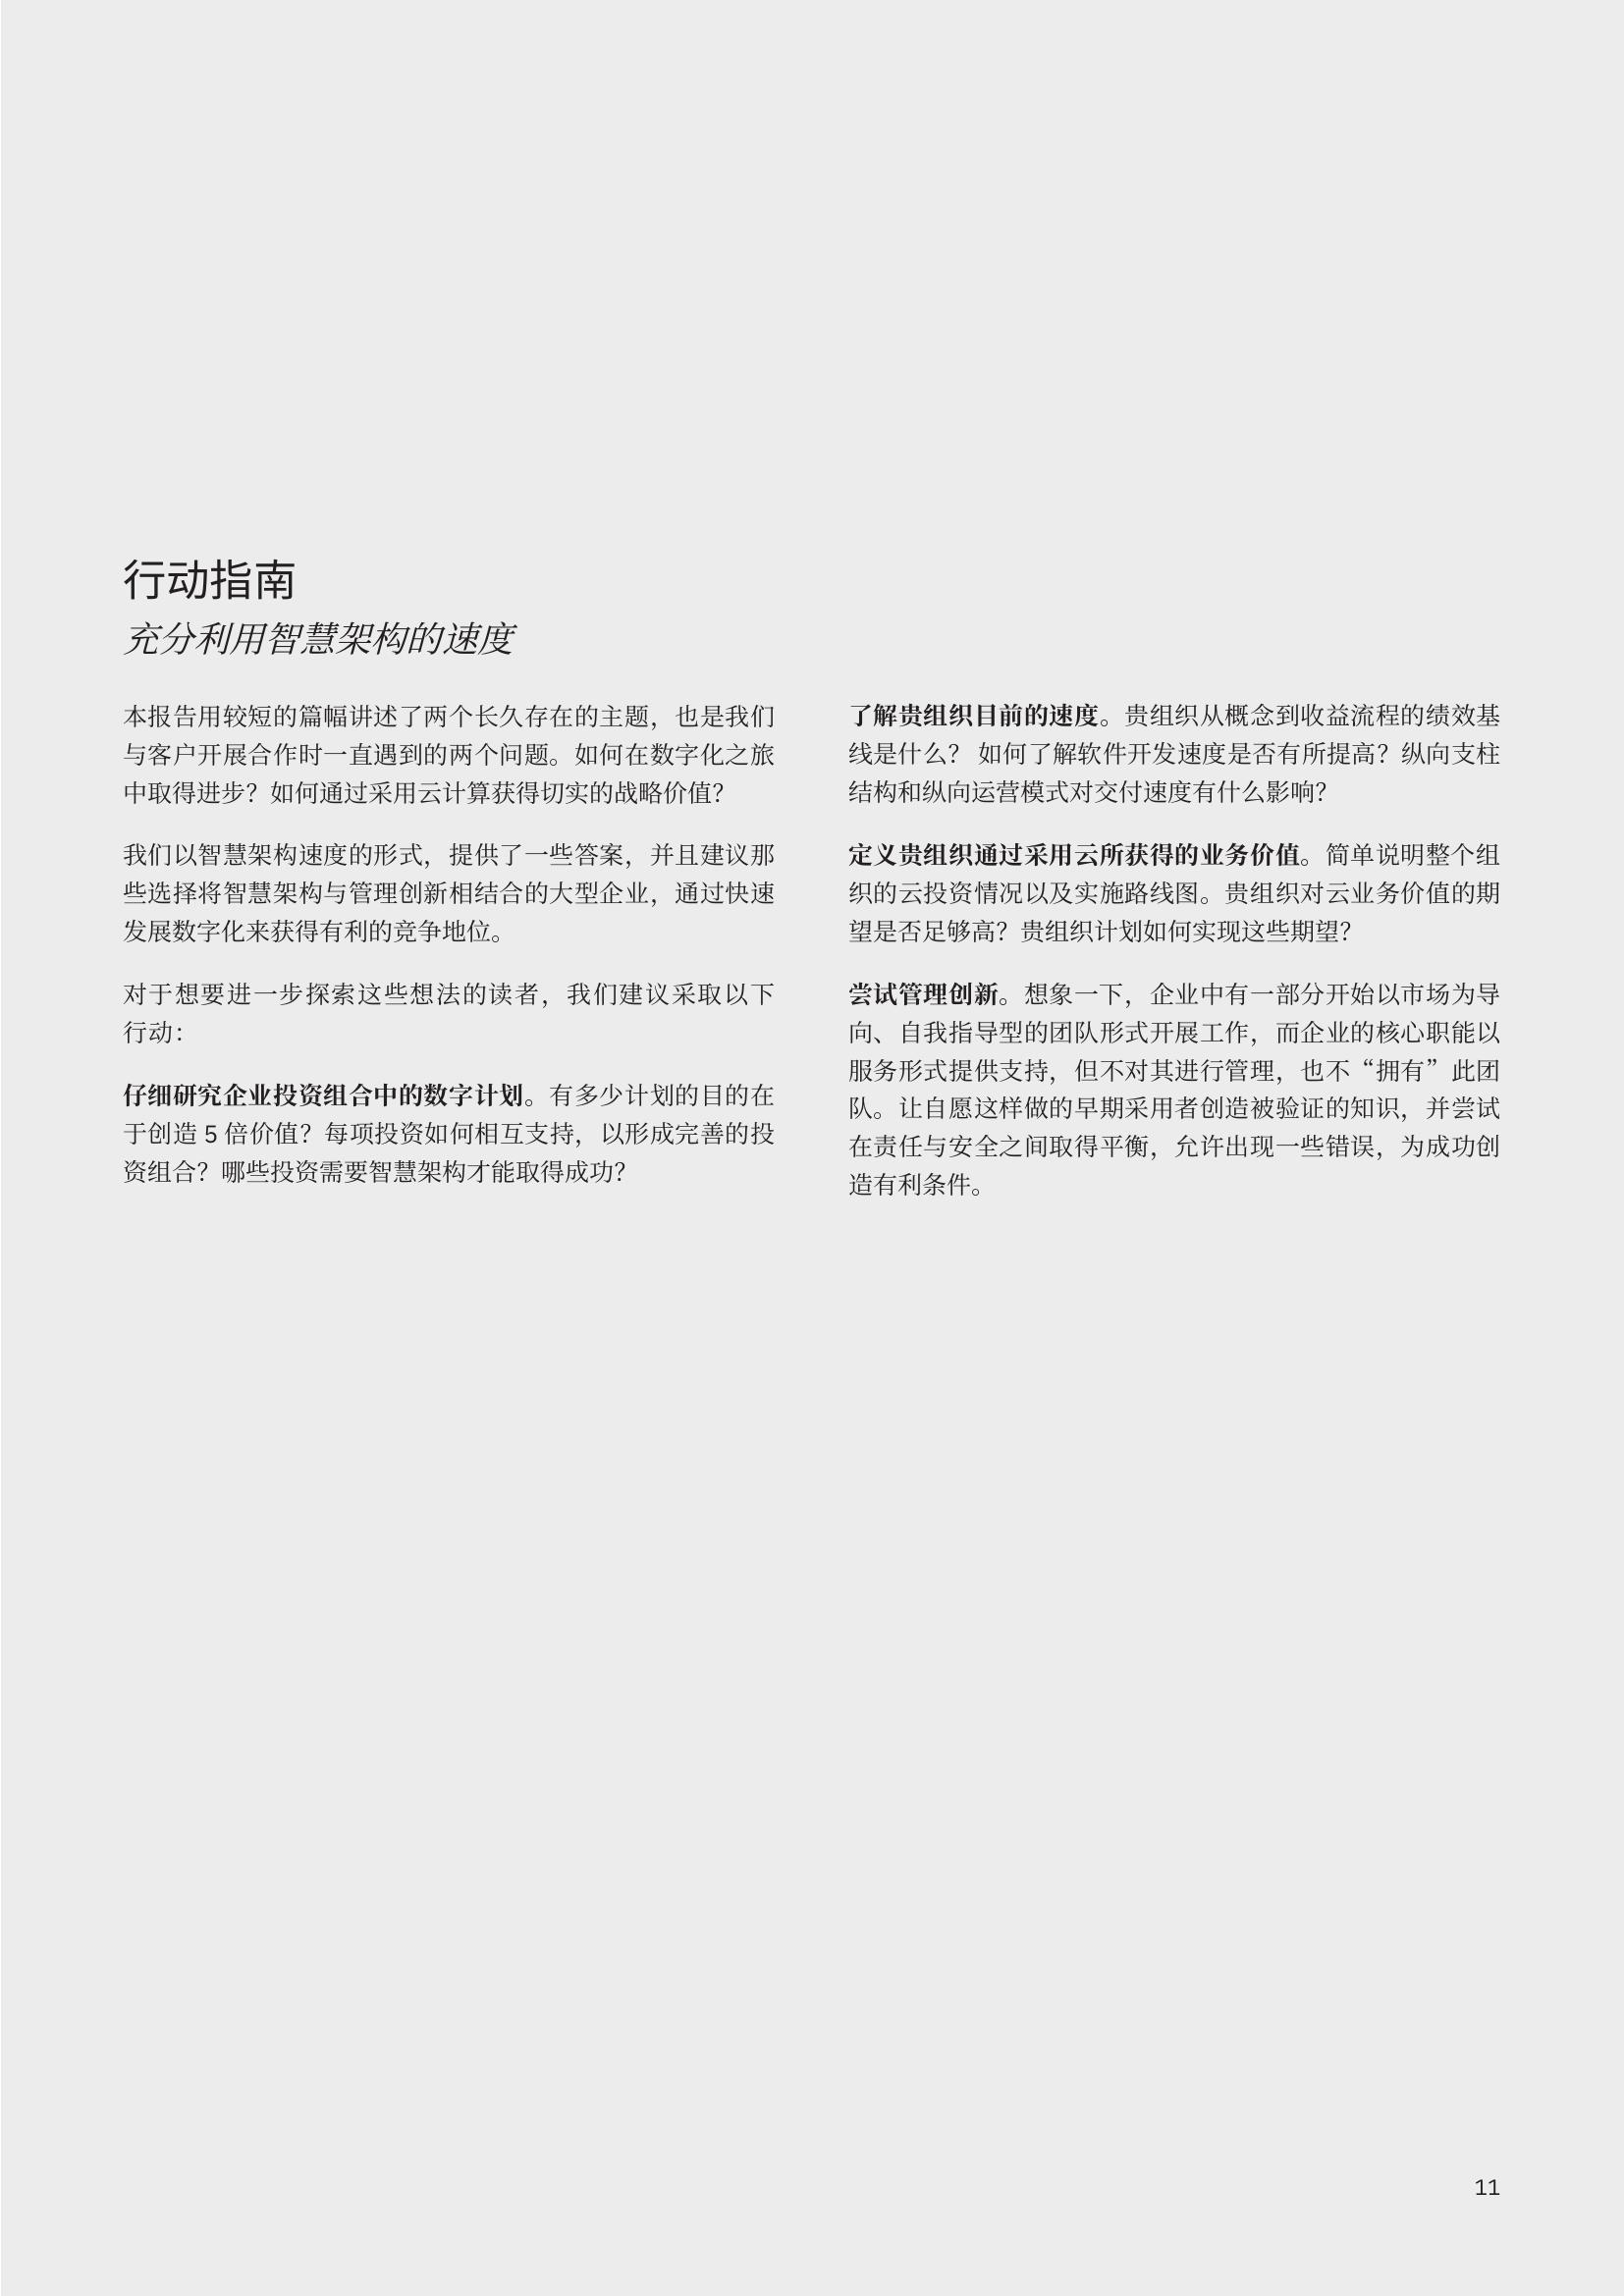 行动指南
充分利用智慧架构的速度
本报告用较短的篇幅讲述了两个长久存在的主题，也是我们
与客户开展合作时一直遇到的两个问题。如何在数字化之旅
中取得进步？如何通过采用云计算获得切实的战略价值？
我们以智慧架构速度的形式，提供了一些答案，并且建议那
些选择将智慧架构与管理创新相结合的大型企业，通过快速
发展数字化来获得有利的竞争地位。
对于想要进一步探索这些想法的读者，我们建议采取以下
行动：
仔细研究企业投资组合中的数字计划。有多少计划的目的在
于创造 5 倍价值？每项投资如何相互支持，以形成完善的投
资组合？哪些投资需要智慧架构才能取得成功？
了解贵组织目前的速度。贵组织从概念到收益流程的绩效基
线是什么？ 如何了解软件开发速度是否有所提高？纵向支柱
结构和纵向运营模式对交付速度有什么影响？
定义贵组织通过采用云所获得的业务价值。简单说明整个组
织的云投资情况以及实施路线图。贵组织对云业务价值的期
望是否足够高？贵组织计划如何实现这些期望？
尝试管理创新。想象一下，企业中有一部分开始以市场为导
向、自我指导型的团队形式开展工作，而企业的核心职能以
服务形式提供支持，但不对其进行管理，也不“拥有”此团
队。让自愿这样做的早期采用者创造被验证的知识，并尝试
在责任与安全之间取得平衡，允许出现一些错误，为成功创
造有利条件。
11